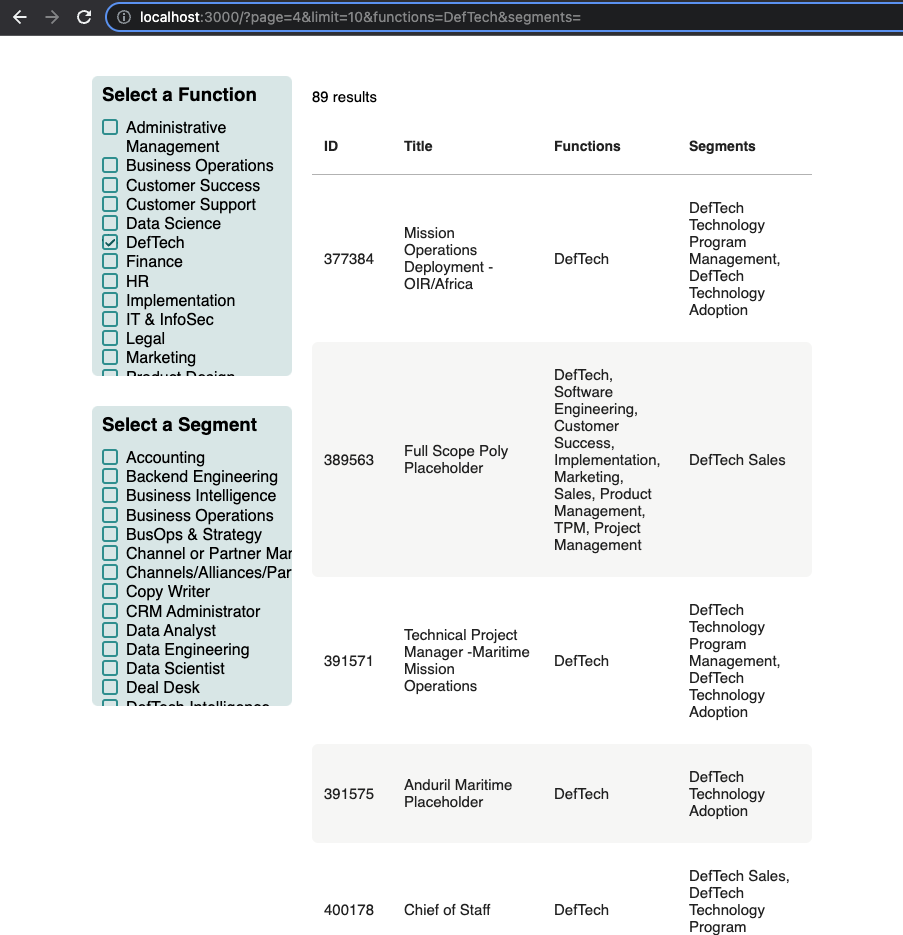 localhost:3000/?page=4&limit=10&functions=DefTech&segments=
Select a Function
Administrative
Management
Business Operations
Customer Success
Customer Support
Data Science
DefTech
Finance
HR
Implementation
IT & InfoSec
Legal
Marketing
Product Design
Select a Segment
Accounting
Backend Engineering
Business Intelligence
Business Operations
BusOps & Strategy
Channel or Partner Mar
Channels/Alliances/Par
Copy Writer
CRM Administrator
Data Analyst
Data Engineering
Data Scientist
Deal Desk
DefTech Intelligence
89 results
ID Title Functions Segments
377384
Mission
Operations
Deployment -
OIR/Africa
DefTech
DefTech
Technology
Program
Management,
DefTech
Technology
Adoption
389563
Full Scope Poly
Placeholder
DefTech,
Software
Engineering,
Customer
Success,
Implementation,
Marketing,
Sales, Product
Management,
TPM, Project
Management
DefTech Sales
391571
Technical Project
Manager -Maritime
Mission
Operations
DefTech
DefTech
Technology
Program
Management,
DefTech
Technology
Adoption
391575
Anduril Maritime
Placeholder
DefTech
DefTech
Technology
Adoption
400178
Chief of Staff
DefTech
DefTech Sales,
DefTech
Technology
Program